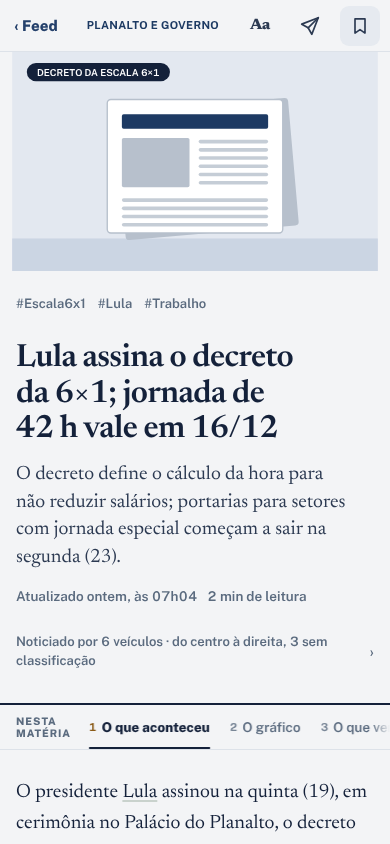 ‹ Feed PLANALTO E GOVERNO Aa
DECRETO DA ESCALA 6×1
#Escala6x1 #Lula #Trabalho
Lula assina o decreto
da 6×1; jornada de
42 h vale em 16/12
O decreto define o cálculo da hora para
não reduzir salários; portarias para setores
com jornada especial começam a sair na
segunda (23).
Atualizado ontem, às 07h04 2 min de leitura
Noticiado por 6 veículos · do centro à direita, 3 sem
classificação ›
NESTA
MATÉRIA
1 O que aconteceu 2 O gráfico 3 O que ve
O presidente Lula assinou na quinta (19), em
cerimônia no Palácio do Planalto, o decreto